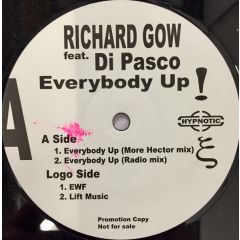 RICHARD GOW
feat. Di Pasco
Everybody Up!
A
HYPNOTIC
A Side
1. Everybody Up (More Hector mix)
2. Everybody Up (Radio mix)
Logo Side
1. EWF
2. Lift Music
Promotion Copy
Not for sale